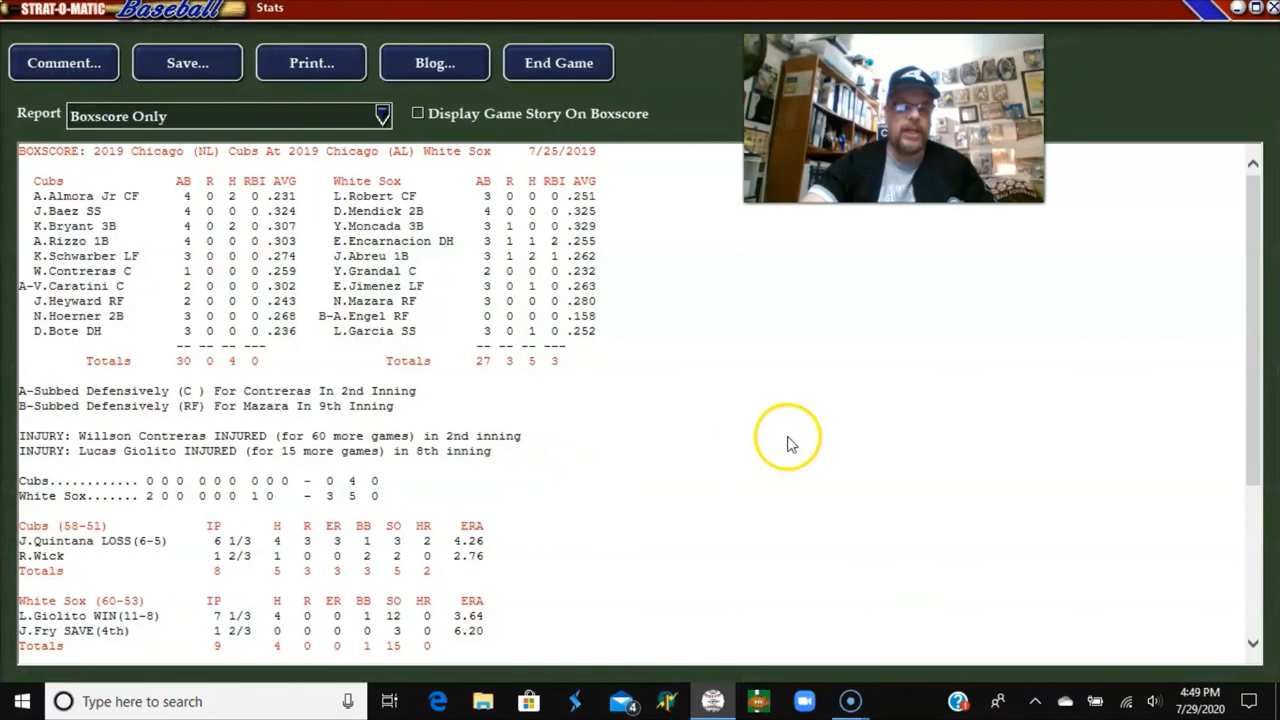 STRAT-O-MATIC Baseball Stats
Comment... Save... Print... Blog... End Game
Report Boxscore Only Display Game Story On Boxscore
BOXSCORE: 2019 Chicago (NL) Cubs At 2019 Chicago (AL) White Sox 7/25/2019
Cubs AB R H RBI AVG White Sox AB R H RBI AVG
A.Almora Jr CF 4 0 2 0 .231 L.Robert CF 3 0 0 0 .251
J.Baez SS 4 0 0 0 .324 D.Mendick 2B 4 0 0 0 .325
K.Bryant 3B 4 0 2 0 .307 Y.Moncada 3B 3 1 0 0 .329
A.Rizzo 1B 4 0 0 0 .303 E.Encarnacion DH 3 1 1 2 .255
K.Schwarber LF 3 0 0 0 .274 J.Abreu 1B 3 1 2 1 .262
W.Contreras C 1 0 0 0 .259 Y.Grandal C 2 0 0 0 .232
A-V.Caratini C 2 0 0 0 .302 E.Jimenez LF 3 0 1 0 .263
J.Heyward RF 2 0 0 0 .243 N.Mazara RF 3 0 0 0 .280
N.Hoerner 2B 3 0 0 0 .268 B-A.Engel RF 0 0 0 0 .158
D.Bote DH 3 0 0 0 .236 L.Garcia SS 3 0 1 0 .252
-- -- -- --- -- -- -- ---
Totals 30 0 4 0 Totals 27 3 5 3
A-Subbed Defensively (C ) For Contreras In 2nd Inning
B-Subbed Defensively (RF) For Mazara In 9th Inning
INJURY: Willson Contreras INJURED (for 60 more games) in 2nd inning
INJURY: Lucas Giolito INJURED (for 15 more games) in 8th inning
Cubs............ 0 0 0 0 0 0 0 0 0 - 0 4 0
White Sox....... 2 0 0 0 0 0 1 0 - 3 5 0
Cubs (58-51) IP H R ER BB SO HR ERA
J.Quintana LOSS(6-5) 6 1/3 4 3 3 1 3 2 4.26
R.Wick 1 2/3 1 0 0 2 2 0 2.76
Totals 8 5 3 3 3 5 2
White Sox (60-53) IP H R ER BB SO HR ERA
L.Giolito WIN(11-8) 7 1/3 4 0 0 1 12 0 3.64
J.Fry SAVE(4th) 1 2/3 0 0 0 0 3 0 6.20
Totals 9 4 0 0 1 15 0
Type here to search 4 4:49 PM
7/29/2020